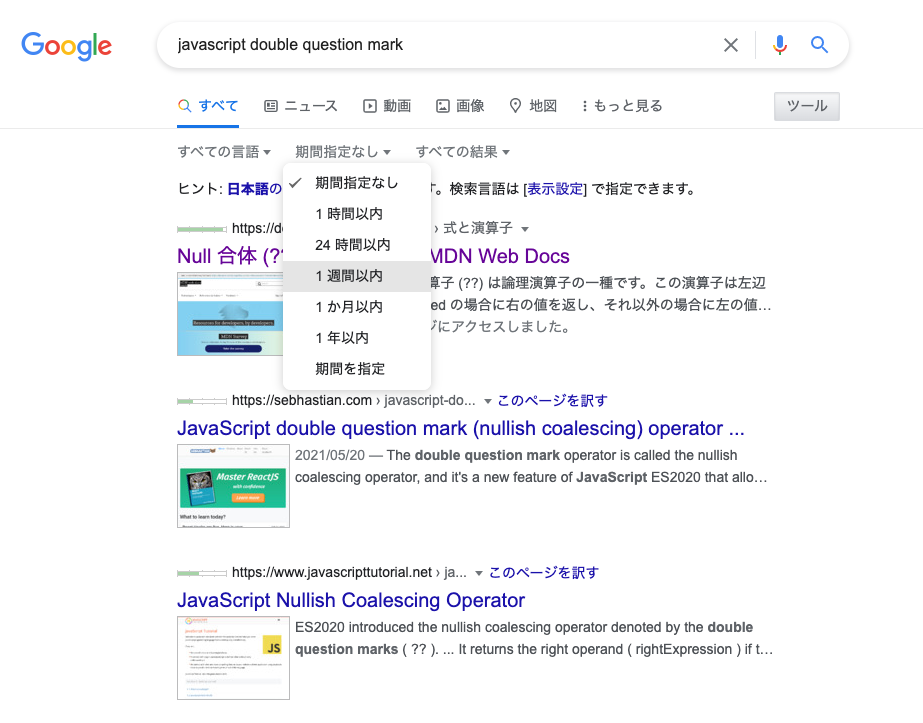 Google
javascript double question mark
すべて ニュース 動画 画像 地図 もっと見る ツール
すべての言語 期間指定なし すべての結果
期間指定なし
1 時間以内
24 時間以内
1 週間以内
1 か月以内
1 年以内
期間を指定
ヒント: 日本語の す。検索言語は [表示設定] で指定できます。
https://de › 式と演算子
Null 合体 (?? MDN Web Docs
算子 (??) は論理演算子の一種です。この演算子は左辺
ed の場合に右の値を返し、それ以外の場合に左の値…
ジにアクセスしました。
Resources for developers, by developers.
MDN Survey
https://sebhastian.com › javascript-do... このページを訳す
JavaScript double question mark (nullish coalescing) operator ...
Master ReactJS
with confidence
What to learn today?
2021/05/20 — The double question mark operator is called the nullish
coalescing operator, and it's a new feature of JavaScript ES2020 that allo…
https://www.javascripttutorial.net › ja... このページを訳す
JavaScript Nullish Coalescing Operator
JS
ES2020 introduced the nullish coalescing operator denoted by the double
question marks ( ?? ). ... It returns the right operand ( rightExpression ) if t…